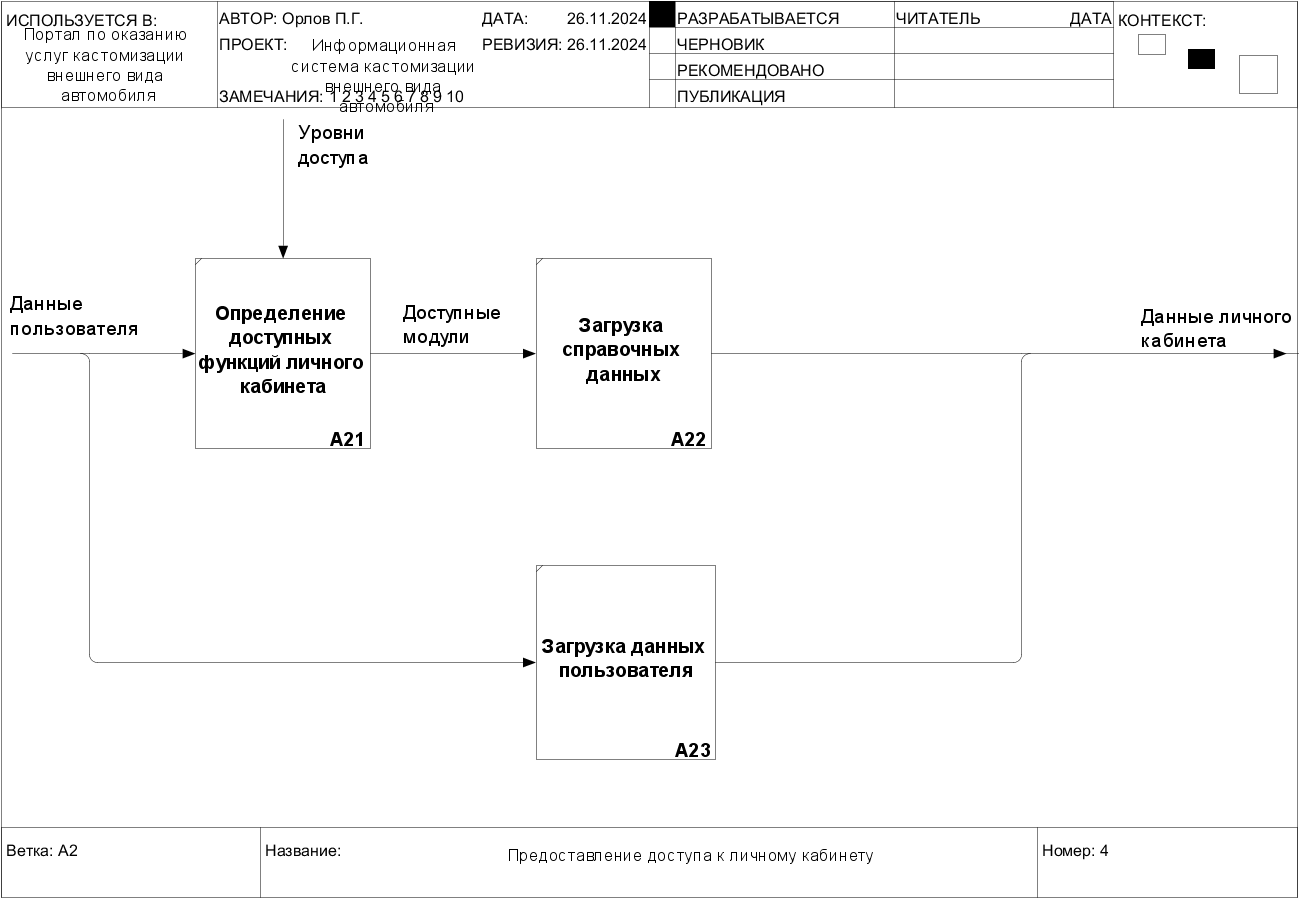 ИСПОЛЬЗУЕТСЯ В:
Портал по оказанию
услуг кастомизации
внешнего вида
автомобиля
АВТОР: Орлов П.Г.
ДАТА: 26.11.2024
ПРОЕКТ:
Информационная
система кастомизации
внешнего вида
автомобиля
РЕВИЗИЯ: 26.11.2024
ЗАМЕЧАНИЯ: 1 2 3 4 5 6 7 8 9 10
РАЗРАБАТЫВАЕТСЯ
ЧЕРНОВИК
РЕКОМЕНДОВАНО
ПУБЛИКАЦИЯ
ЧИТАТЕЛЬ
ДАТА
КОНТЕКСТ:
Уровни
доступа
Данные
пользователя
Определение
доступных
функций личного
кабинета
A21
Доступные
модули
Загрузка
справочных
данных
A22
Данные личного
кабинета
Загрузка данных
пользователя
A23
Ветка: A2
Название:
Предоставление доступа к личному кабинету
Номер: 4